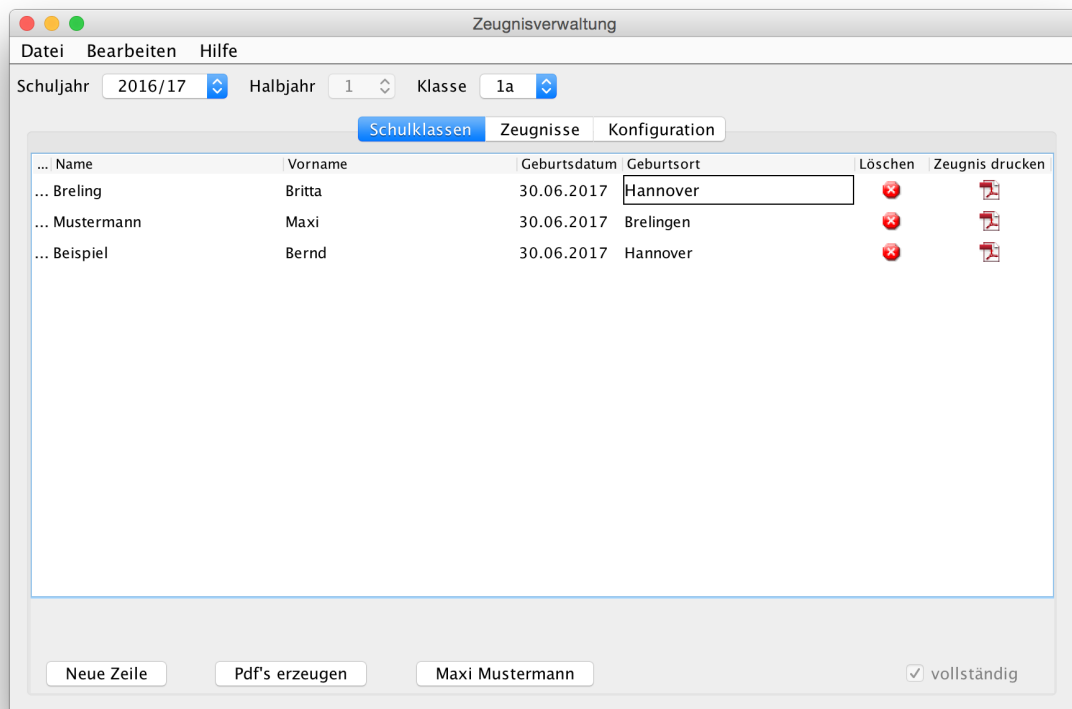 Zeugnisverwaltung
Datei Bearbeiten Hilfe
Schuljahr 2016/17 Halbjahr 1 Klasse 1a
Schulklassen Zeugnisse Konfiguration
... Name Vorname Geburtsdatum Geburtsort Löschen Zeugnis drucken
... Breling Britta 30.06.2017 Hannover
... Mustermann Maxi 30.06.2017 Brelingen
... Beispiel Bernd 30.06.2017 Hannover
Neue Zeile Pdf's erzeugen Maxi Mustermann vollständig